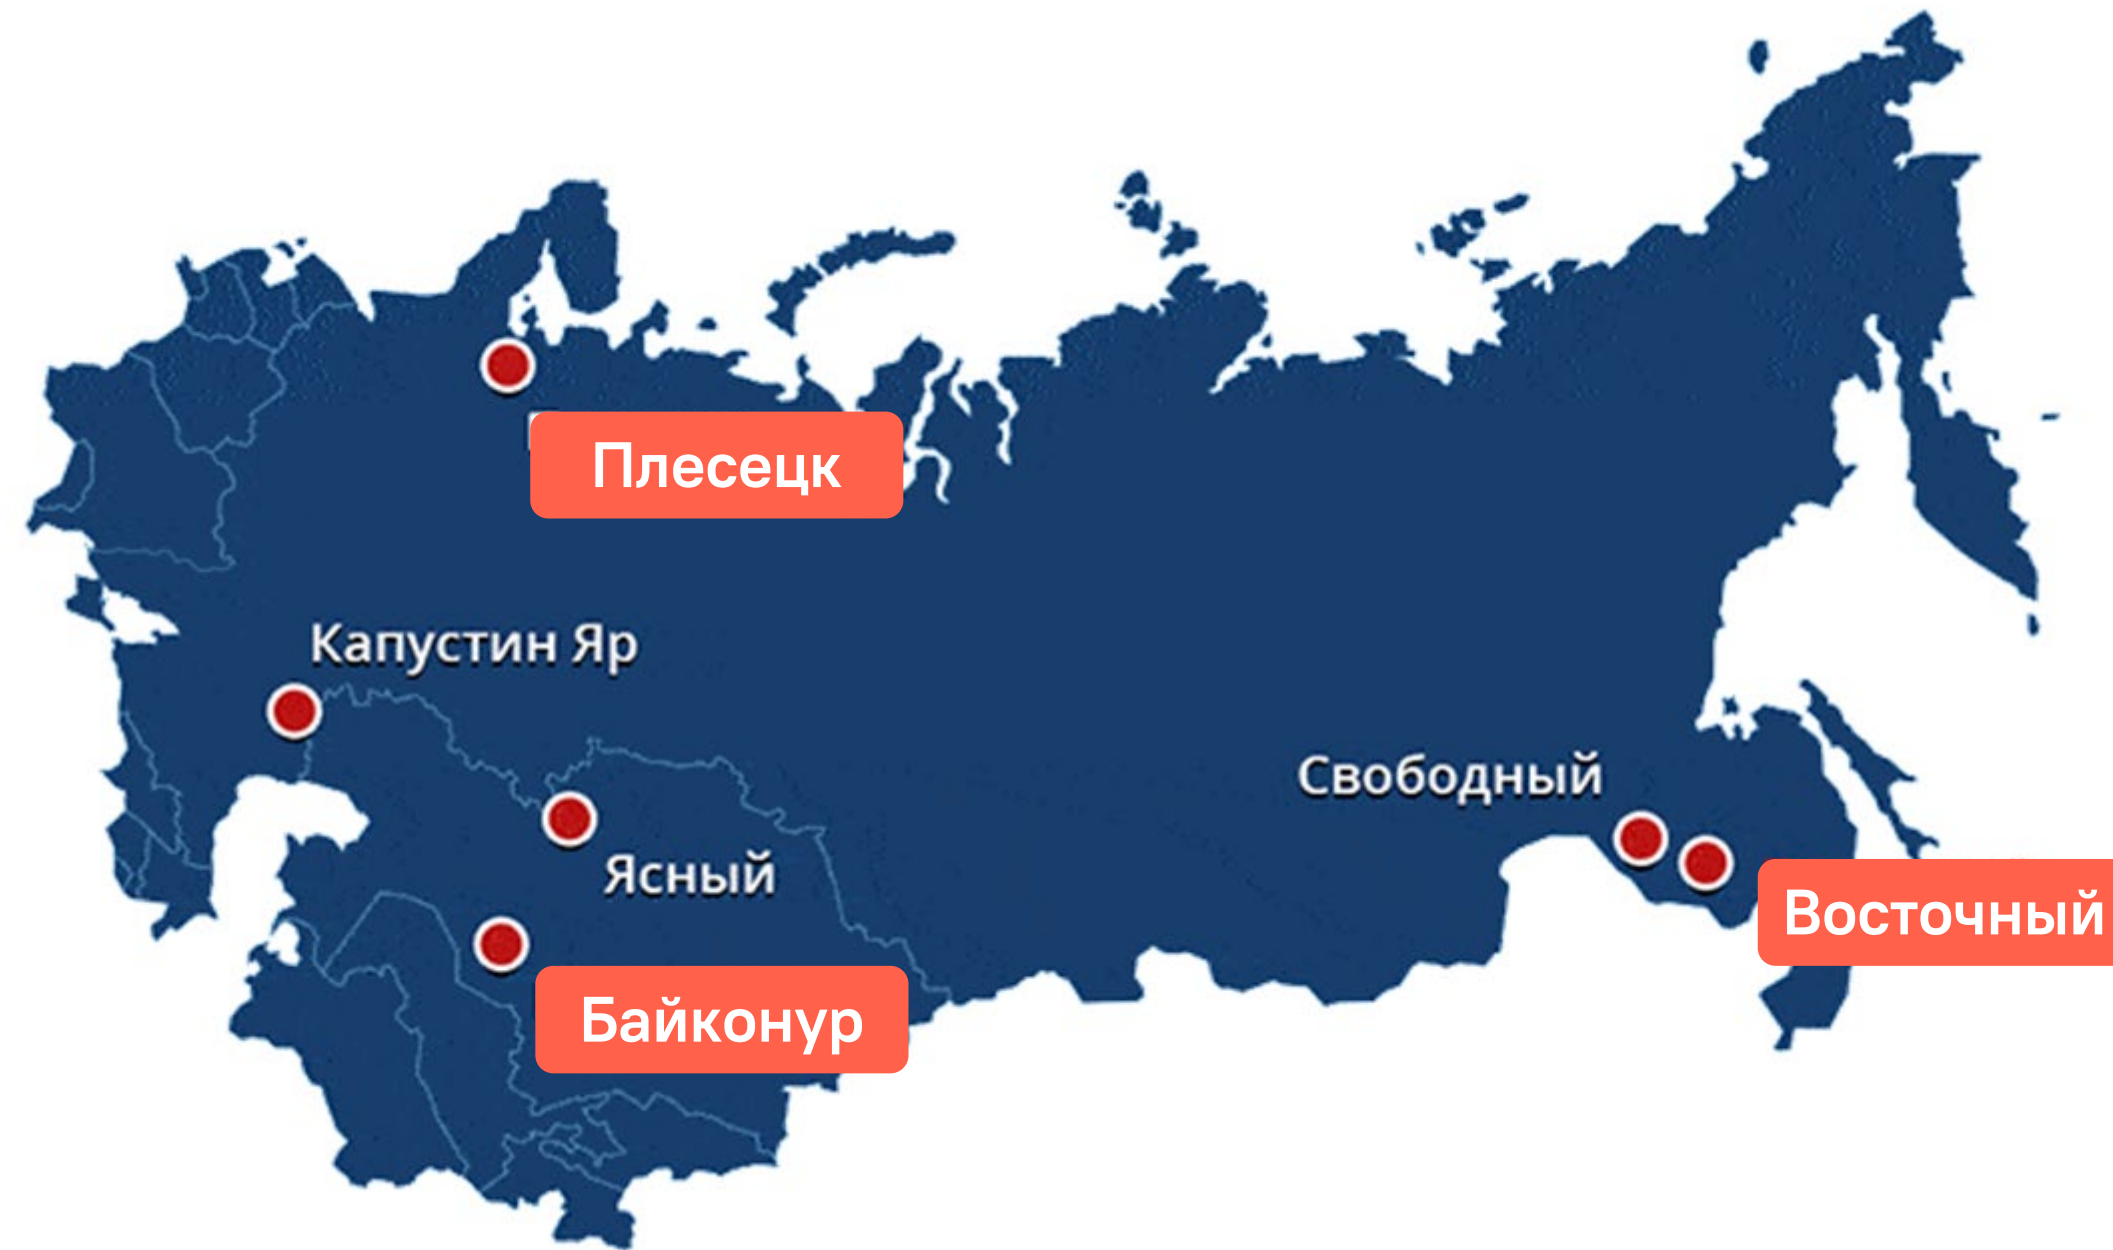 Плесецк
Капустин Яр
Свободный
Ясный
Восточный
Байконур